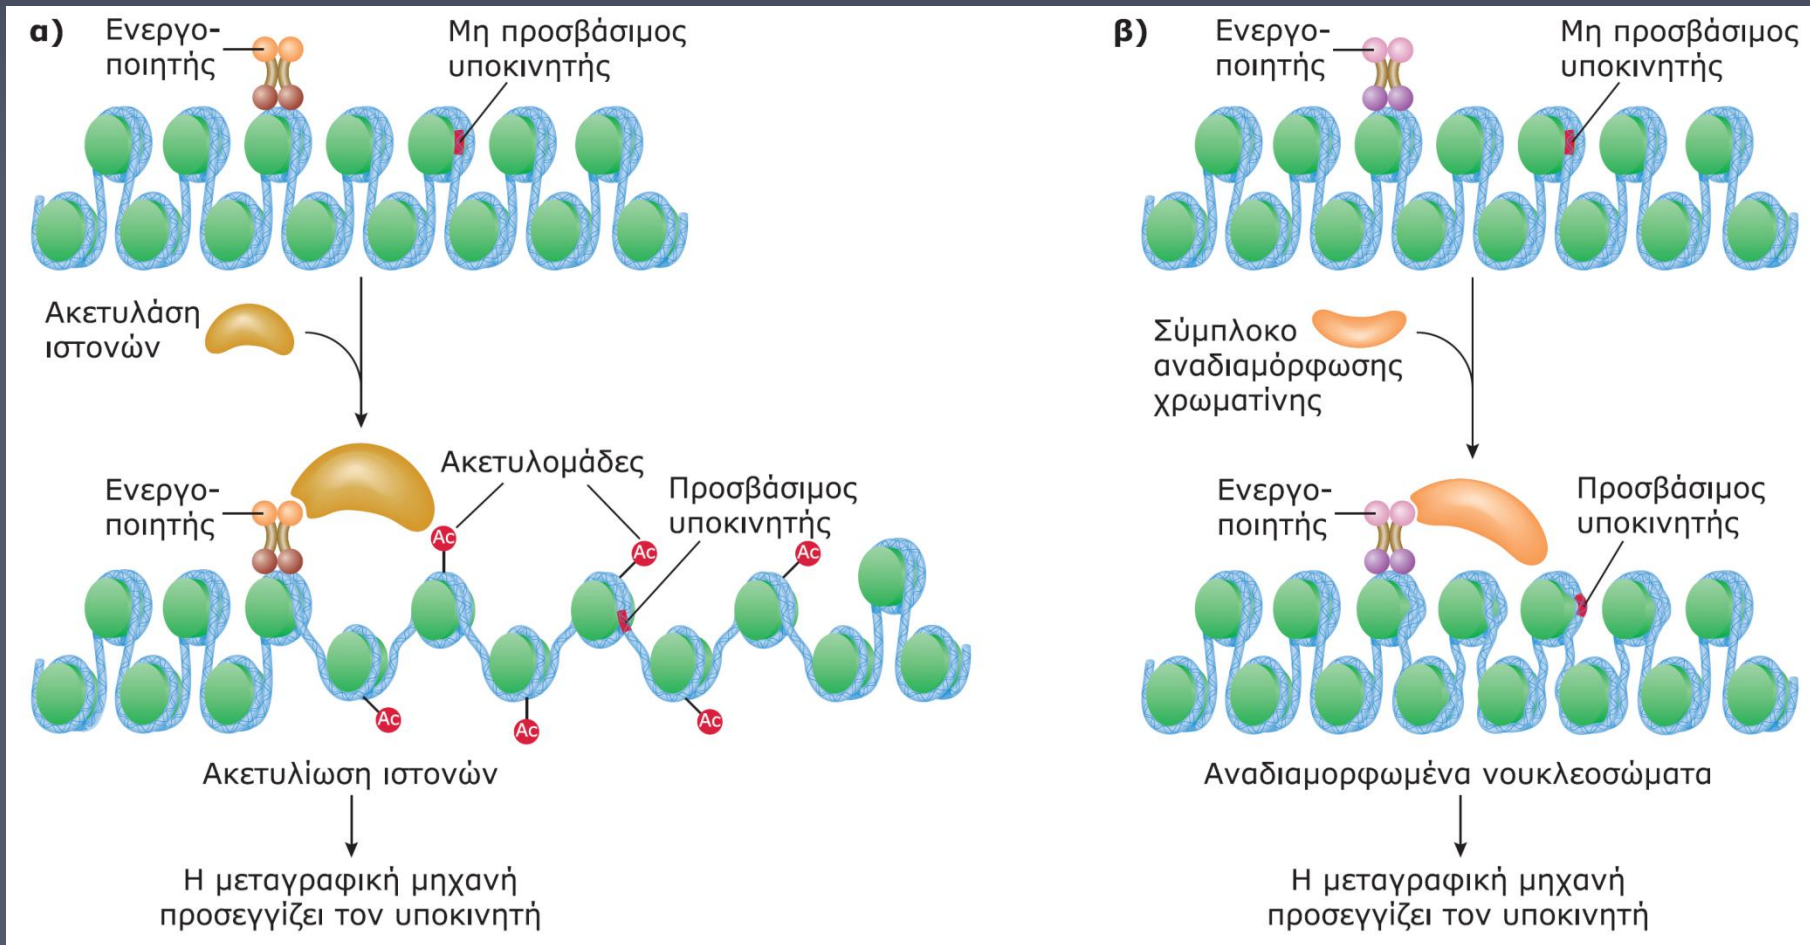 α)
Ενεργο-
ποιητής
Μη προσβάσιμος
υποκινητής
Ακετυλάση
ιστονών
Ενεργο-
ποιητής
Ακετυλομάδες
Προσβάσιμος
υποκινητής
Ac
Ac
Ac
Ac
Ac
Ac
Ακετυλίωση ιστονών
Η μεταγραφική μηχανή
προσεγγίζει τον υποκινητή
β)
Ενεργο-
ποιητής
Μη προσβάσιμος
υποκινητής
Σύμπλοκο
αναδιαμόρφωσης
χρωματίνης
Ενεργο-
ποιητής
Προσβάσιμος
υποκινητής
Αναδιαμορφωμένα νουκλεοσώματα
Η μεταγραφική μηχανή
προσεγγίζει τον υποκινητή